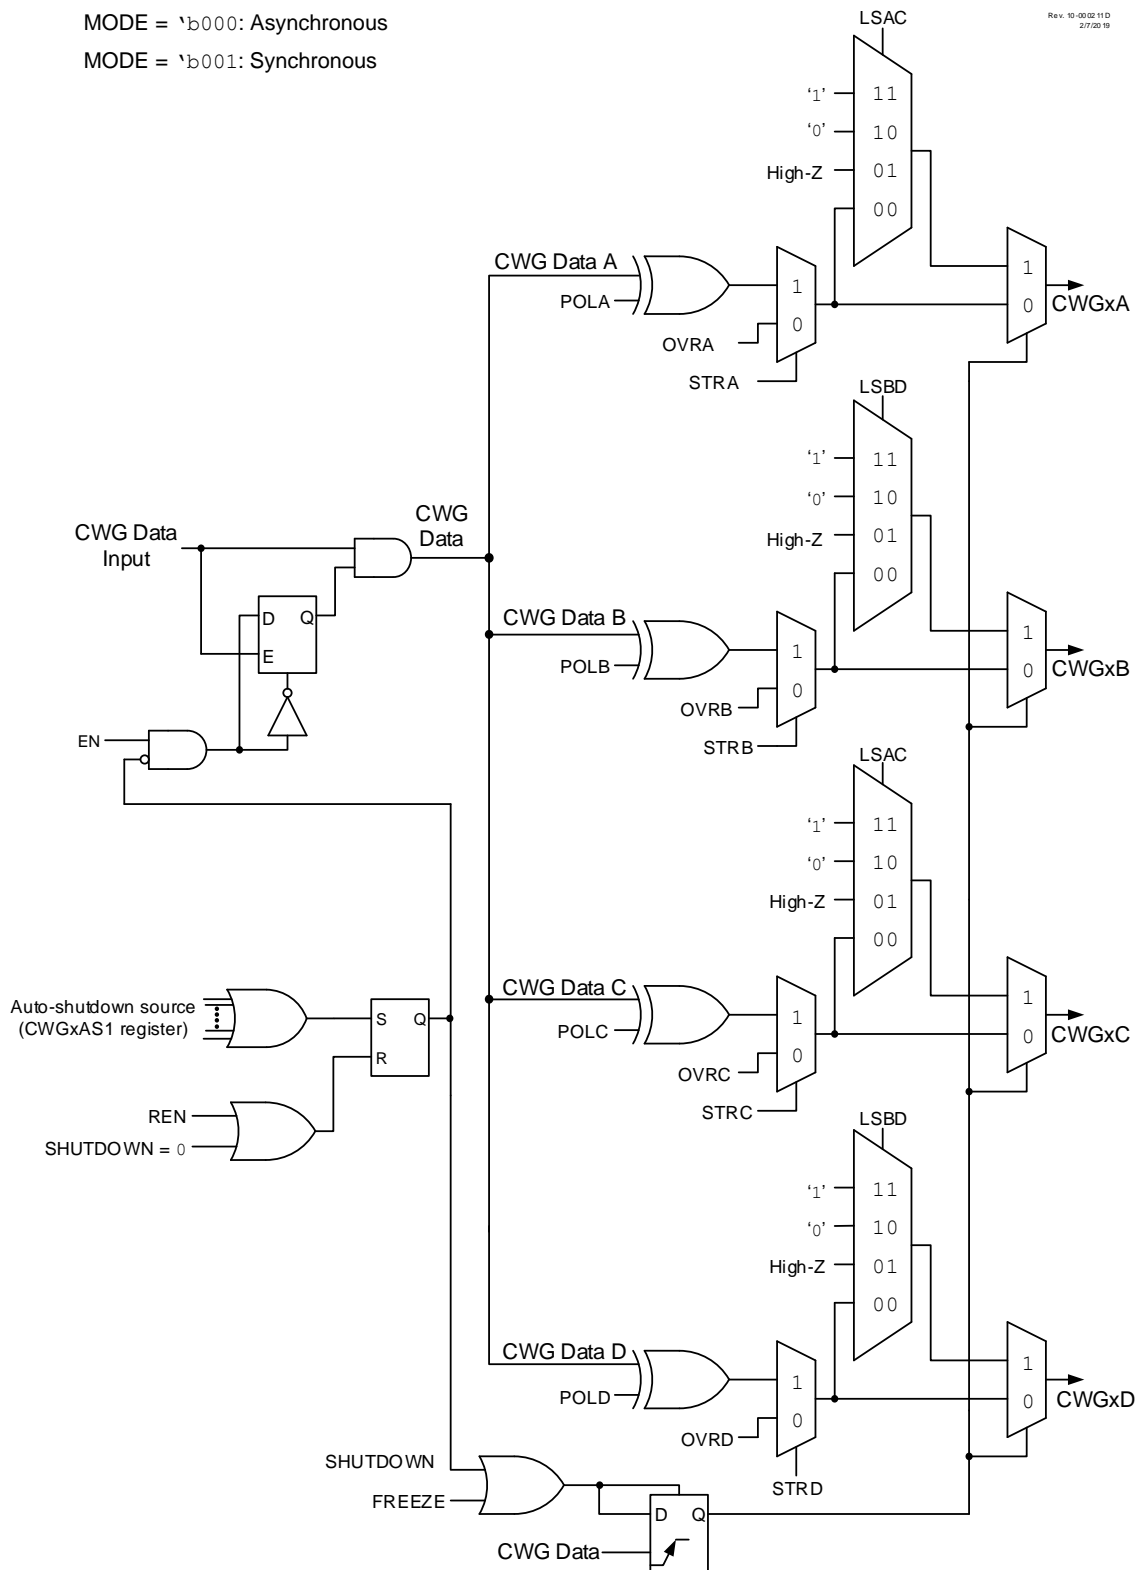 MODE = 'b000: Asynchronous
MODE = 'b001: Synchronous
Rev. 10-000211D
2/7/2019
LSAC
'1'
11
'0'
10
High-Z
01
00
CWG Data A
POLA
1
0
OVRA
STRA
1
0
CWGxA
LSBD
'1'
11
'0'
10
High-Z
01
00
CWG Data Input
CWG Data
D
Q
E
EN
CWG Data B
POLB
1
0
OVRB
STRB
1
0
CWGxB
LSAC
'1'
11
'0'
10
High-Z
01
00
CWG Data C
POLC
1
0
OVRC
STRC
1
0
CWGxC
Auto-shutdown source
(CWGxAS1 register)
S
Q
R
REN
SHUTDOWN = 0
LSBD
'1'
11
'0'
10
High-Z
01
00
CWG Data D
POLD
1
0
OVRD
STRD
1
0
CWGxD
SHUTDOWN
FREEZE
D
Q
CWG Data